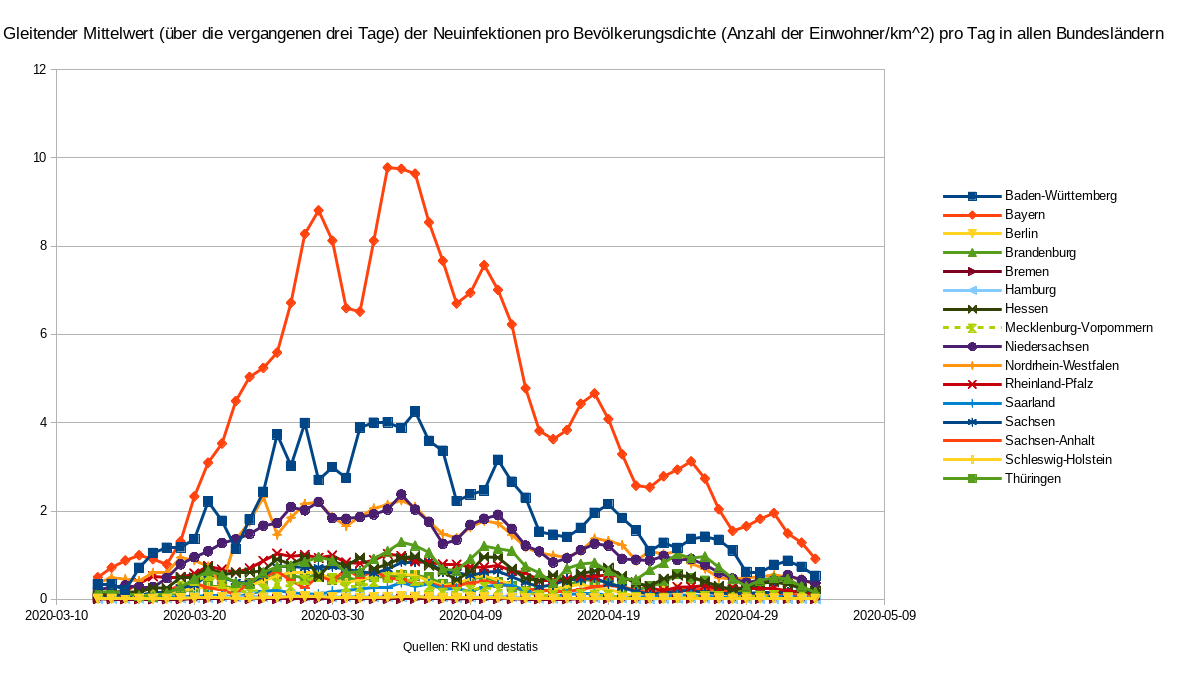 Gleitender Mittelwert (über die vergangenen drei Tage) der Neuinfektionen pro Bevölkerungsdichte (Anzahl der Einwohner/km^2) pro Tag in allen Bundesländern
12
10
8
6
4
2
0
2020-03-10 2020-03-20 2020-03-30 2020-04-09 2020-04-19 2020-04-29 2020-05-09
Quellen: RKI und destatis
Baden-Württemberg
Bayern
Berlin
Brandenburg
Bremen
Hamburg
Hessen
Mecklenburg-Vorpommern
Niedersachsen
Nordrhein-Westfalen
Rheinland-Pfalz
Saarland
Sachsen
Sachsen-Anhalt
Schleswig-Holstein
Thüringen